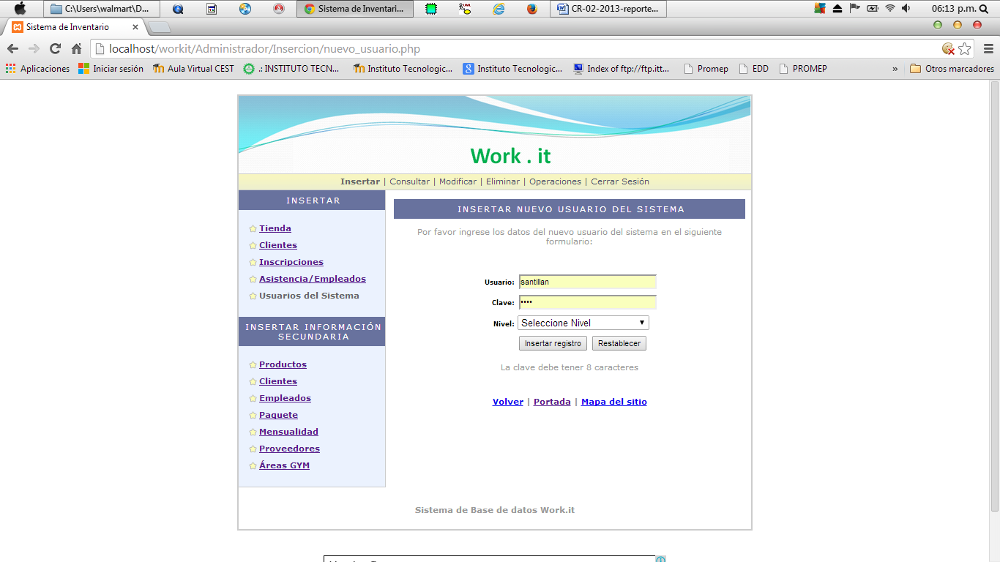 C:\Users\walmart\D...
Sistema de Inventari...
UML
CR-02-2013-reporte...
06:13 p.m.
Sistema de Inventario
localhost/workit/Administrador/Insercion/nuevo_usuario.php
Aplicaciones Iniciar sesión Aula Virtual CEST .: INSTITUTO TECN... Instituto Tecnologic... Instituto Tecnologic... Index of ftp://ftp.itt... Promep EDD PROMEP » Otros marcadores
Work . it
Insertar | Consultar | Modificar | Eliminar | Operaciones | Cerrar Sesión
INSERTAR
Tienda
Clientes
Inscripciones
Asistencia/Empleados
Usuarios del Sistema
INSERTAR INFORMACIÓN
SECUNDARIA
Productos
Clientes
Empleados
Paquete
Mensualidad
Proveedores
Áreas GYM
INSERTAR NUEVO USUARIO DEL SISTEMA
Por favor ingrese los datos del nuevo usuario del sistema en el siguiente
formulario:
Usuario: santillan
Clave: ••••
Nivel: Seleccione Nivel
Insertar registro Restablecer
La clave debe tener 8 caracteres
Volver | Portada | Mapa del sitio
Sistema de Base de datos Work.it